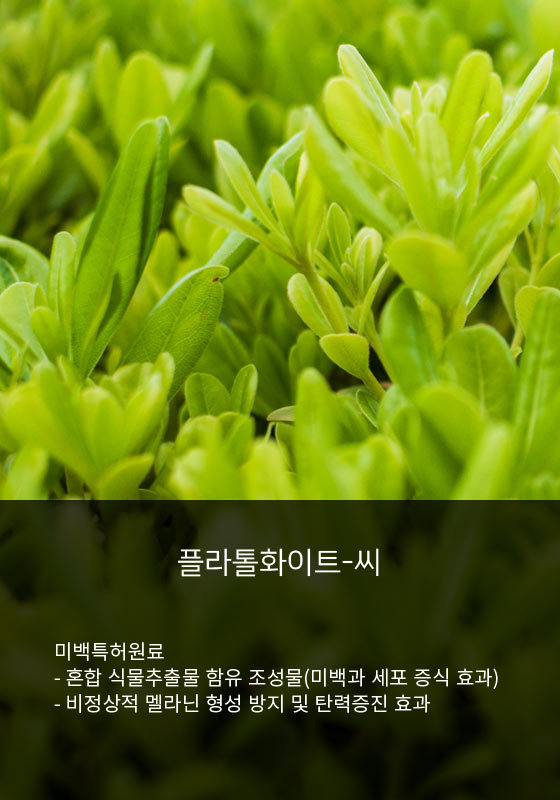 플라톨화이트-씨
미백특허원료
- 혼합 식물추출물 함유 조성물(미백과 세포 증식 효과)
- 비정상적 멜라닌 형성 방지 및 탄력증진 효과